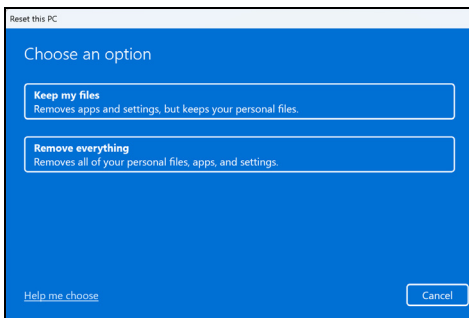 Reset this PC
Choose an option
Keep my files
Removes apps and settings, but keeps your personal files.
Remove everything
Removes all of your personal files, apps, and settings.
Help me choose
Cancel